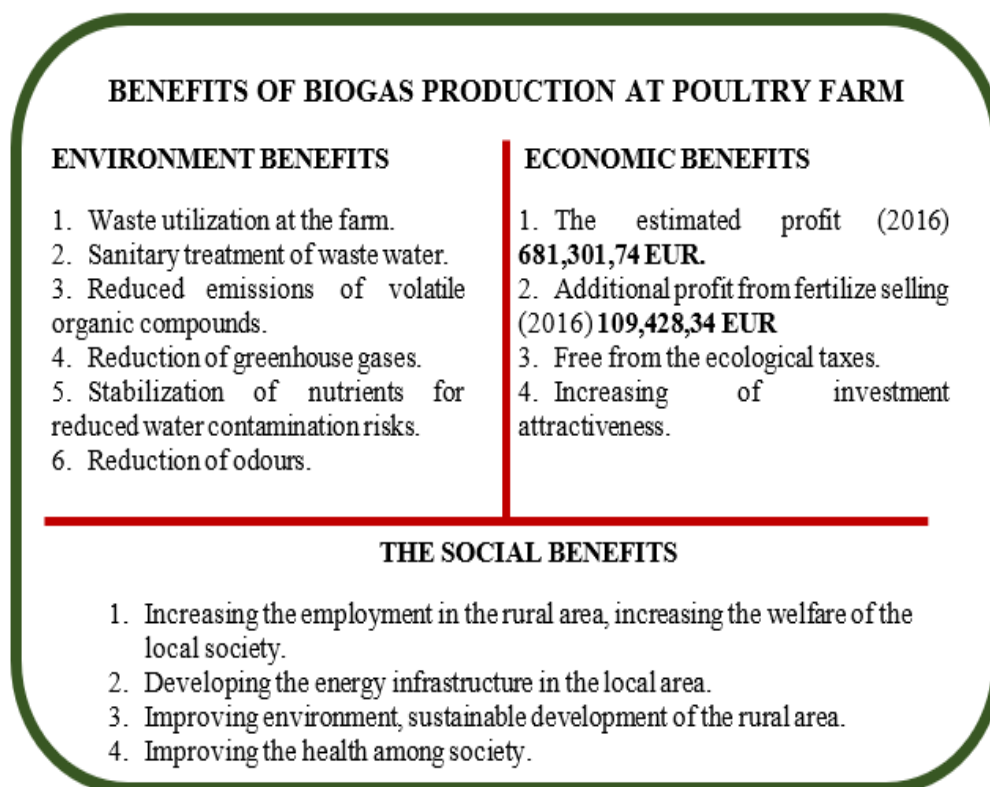 BENEFITS OF BIOGAS PRODUCTION AT POULTRY FARM
ENVIRONMENT BENEFITS
1. Waste utilization at the farm.
2. Sanitary treatment of waste water.
3. Reduced emissions of volatile
organic compounds.
4. Reduction of greenhouse gases.
5. Stabilization of nutrients for
reduced water contamination risks.
6. Reduction of odours.
ECONOMIC BENEFITS
1. The estimated profit (2016)
681,301,74 EUR.
2. Additional profit from fertilize selling
(2016) 109,428,34 EUR
3. Free from the ecological taxes.
4. Increasing of investment
attractiveness.
THE SOCIAL BENEFITS
1. Increasing the employment in the rural area, increasing the welfare of the
local society.
2. Developing the energy infrastructure in the local area.
3. Improving environment, sustainable development of the rural area.
4. Improving the health among society.